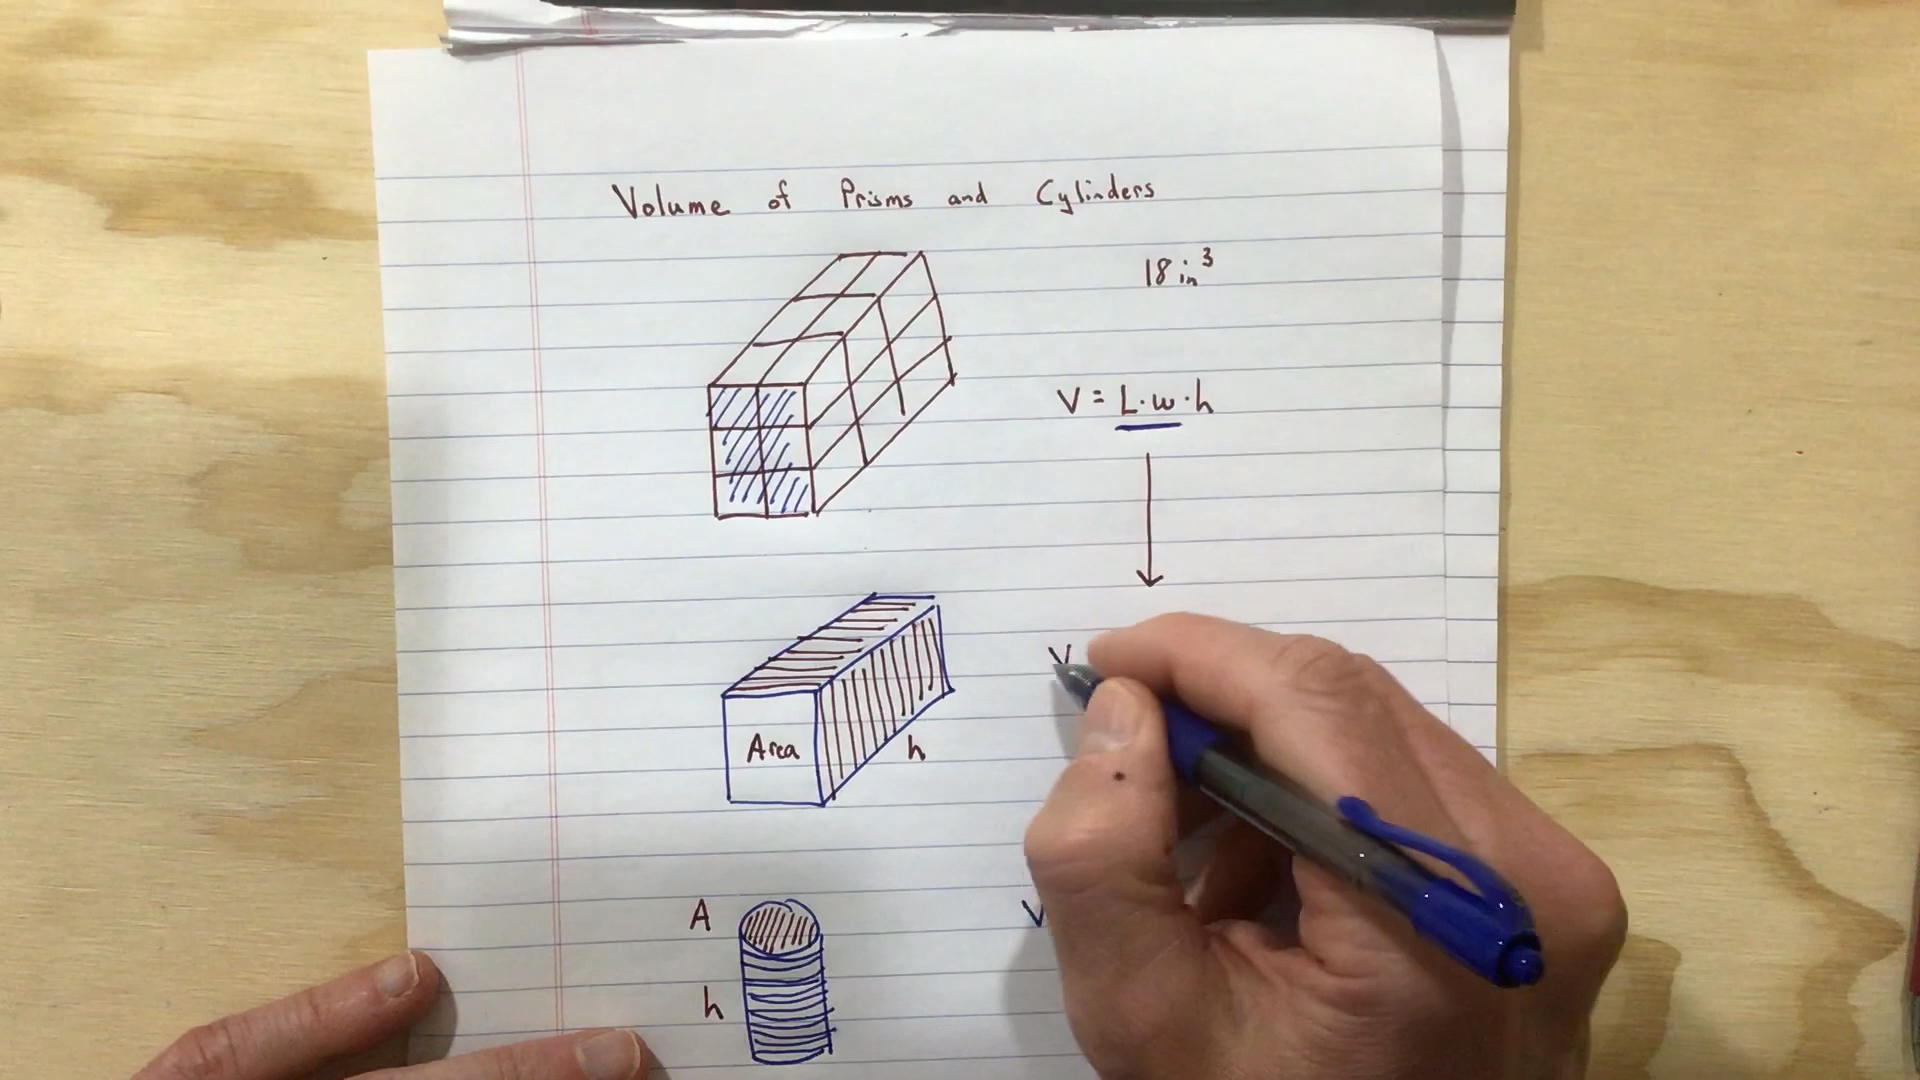 Volume of Prisms and Cylinders
18 in³
V = L·w·h
V
Area
h
A
V
h